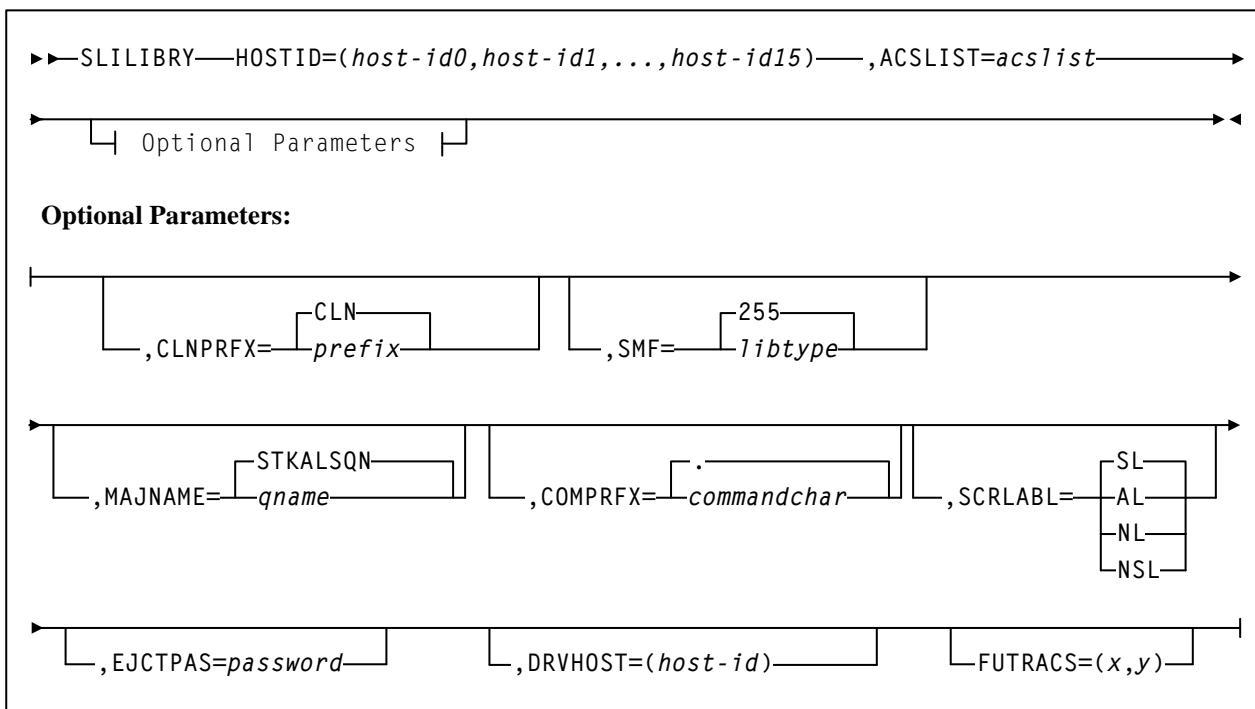 SLILIBRY HOSTID=(host-id0,host-id1,...,host-id15) ,ACSLIST=acslist
Optional Parameters
Optional Parameters:
CLN 255
,CLNPRFX= prefix ,SMF= libtype
STKALSQN . SL
,MAJNAME= qname ,COMPRFX= commandchar ,SCRLABL= AL
NL
NSL
,EJCTPAS=password ,DRVHOST=(host-id) FUTRACS=(x,y)